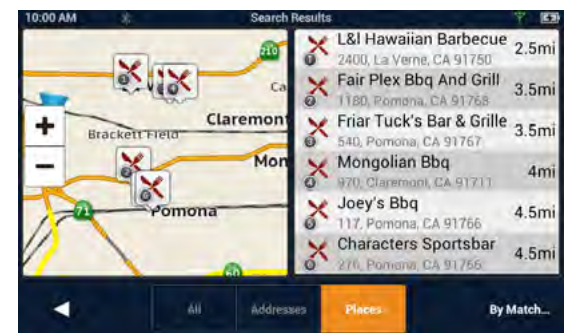 10:00 AM
Search Results
210
Ca
Claremont
Brackett Field
Mon
71
Pomona
60
+
−
L&I Hawaiian Barbecue 2.5mi
2400, La Verne, CA 91750
Fair Plex Bbq And Grill 3.5mi
1180, Pomona, CA 91768
Friar Tuck's Bar & Grille 3.5mi
540, Pomona, CA 91767
Mongolian Bbq 4mi
970, Claremont, CA 91711
Joey's Bbq 4.5mi
117, Pomona, CA 91766
Characters Sportsbar 4.5mi
276, Pomona, CA 91766
All
Addresses
Places
By Match...